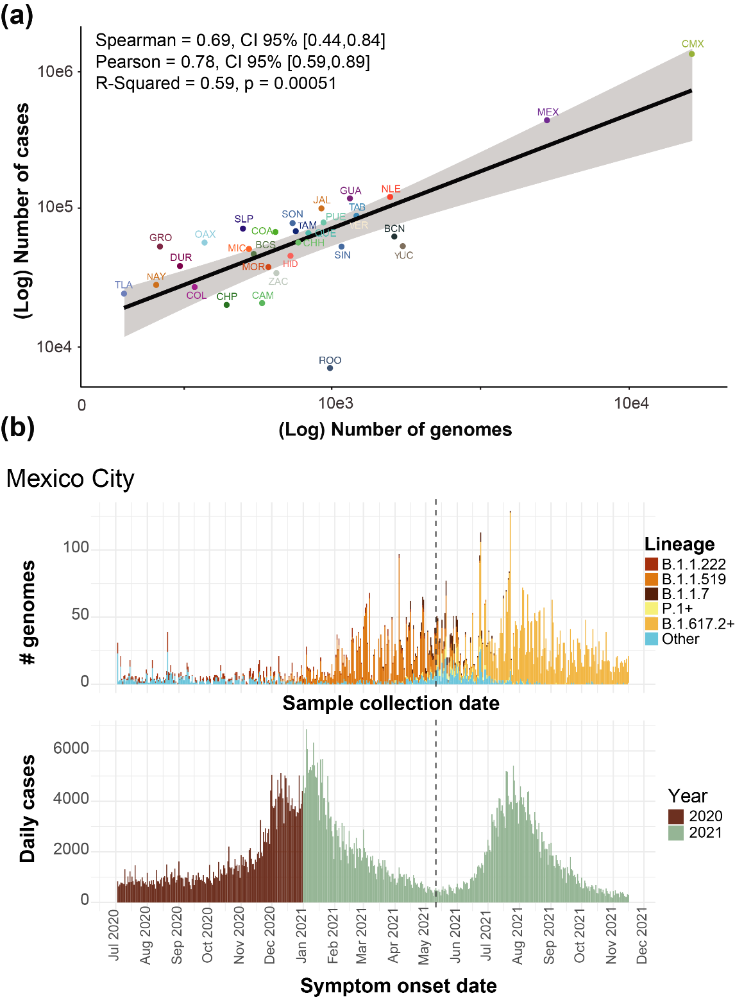 (a)
Spearman = 0.69, CI 95% [0.44,0.84]
Pearson = 0.78, CI 95% [0.59,0.89]
R-Squared = 0.59, p = 0.00051
(Log) Number of cases
10e6
10e5
10e4
CMX
MEX
NLE
GUA
TAB
JAL
PUE
VER
SON
TAM
QUE
SLP
COA
CHH
BCN
YUC
SIN
OAX
GRO
MIC
BCS
HID
DUR
MOR
ZAC
NAY
TLA
COL
CHP
CAM
ROO
0
10e3
10e4
(Log) Number of genomes
(b)
Mexico City
# genomes
100
50
0
Lineage
B.1.1.222
B.1.1.519
B.1.1.7
P.1+
B.1.617.2+
Other
Sample collection date
Daily cases
6000
4000
2000
0
Year
2020
2021
Jul 2020
Aug 2020
Sep 2020
Oct 2020
Nov 2020
Dec 2020
Jan 2021
Feb 2021
Mar 2021
Apr 2021
May 2021
Jun 2021
Jul 2021
Aug 2021
Sep 2021
Oct 2021
Nov 2021
Dec 2021
Symptom onset date